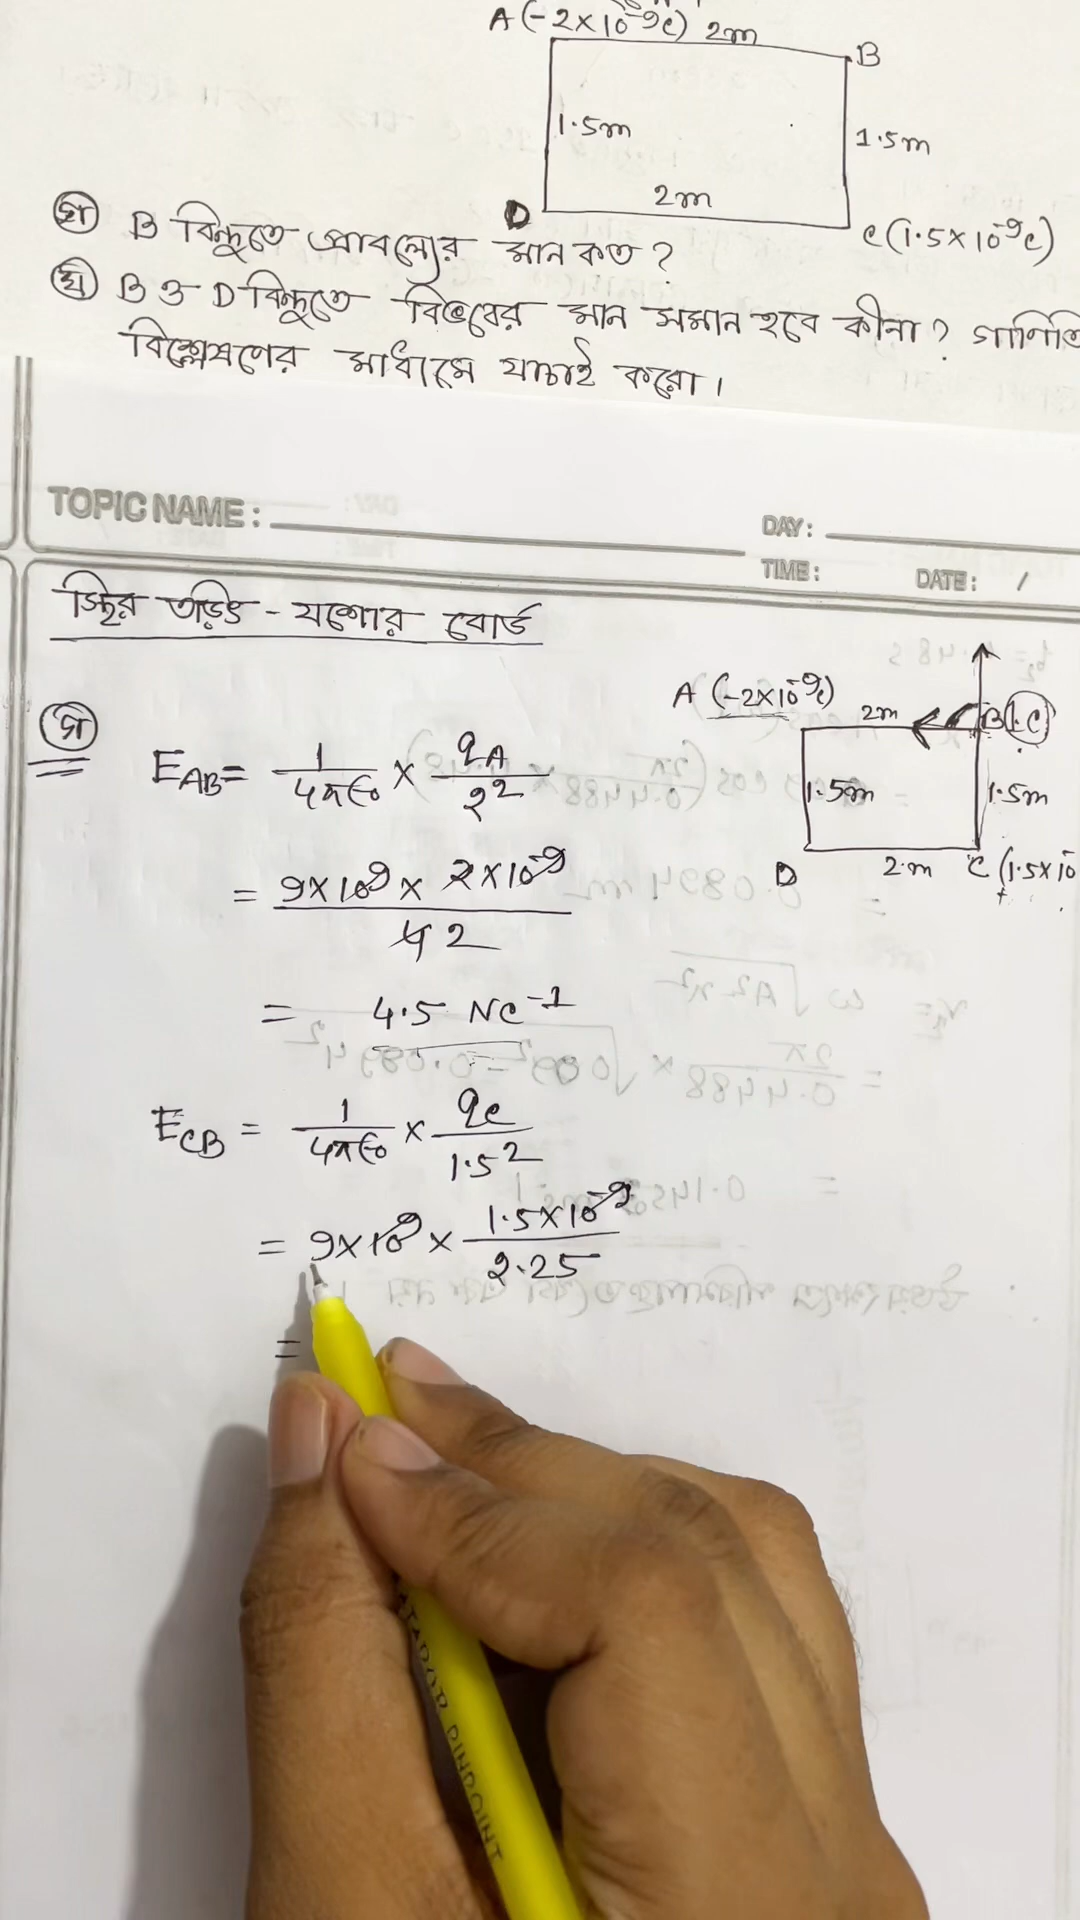 A (-2×10⁻⁹C) 2m
B
1.5m
1.5m
2m
D
C (1.5×10⁻⁹C)
গ B বিন্দুতে প্রাবল্যের মান কত?
ঘ B ও D বিন্দুতে বিভবের মান সমান হবে কীনা?
বিশ্লেষণের মাধ্যমে যাচাই করো।
TOPIC NAME :
DAY :
TIME :
DATE : /
স্থির তড়িৎ - যশোর বোর্ড
A (-2×10⁻⁹C)
2m
B
1.5m
1.5m
D
2m
C (1.5×10⁻
+
গ
E_AB = 1/4πϵ₀ × q_A/2²
= 9×10⁹ × 2×10⁻⁹ / 4 2
= 4.5 NC⁻¹
E_CB = 1/4πϵ₀ × q_C/1.5²
= 9×10⁹ × 1.5×10⁻⁹/2.25
=
MATADOR PINPOINT